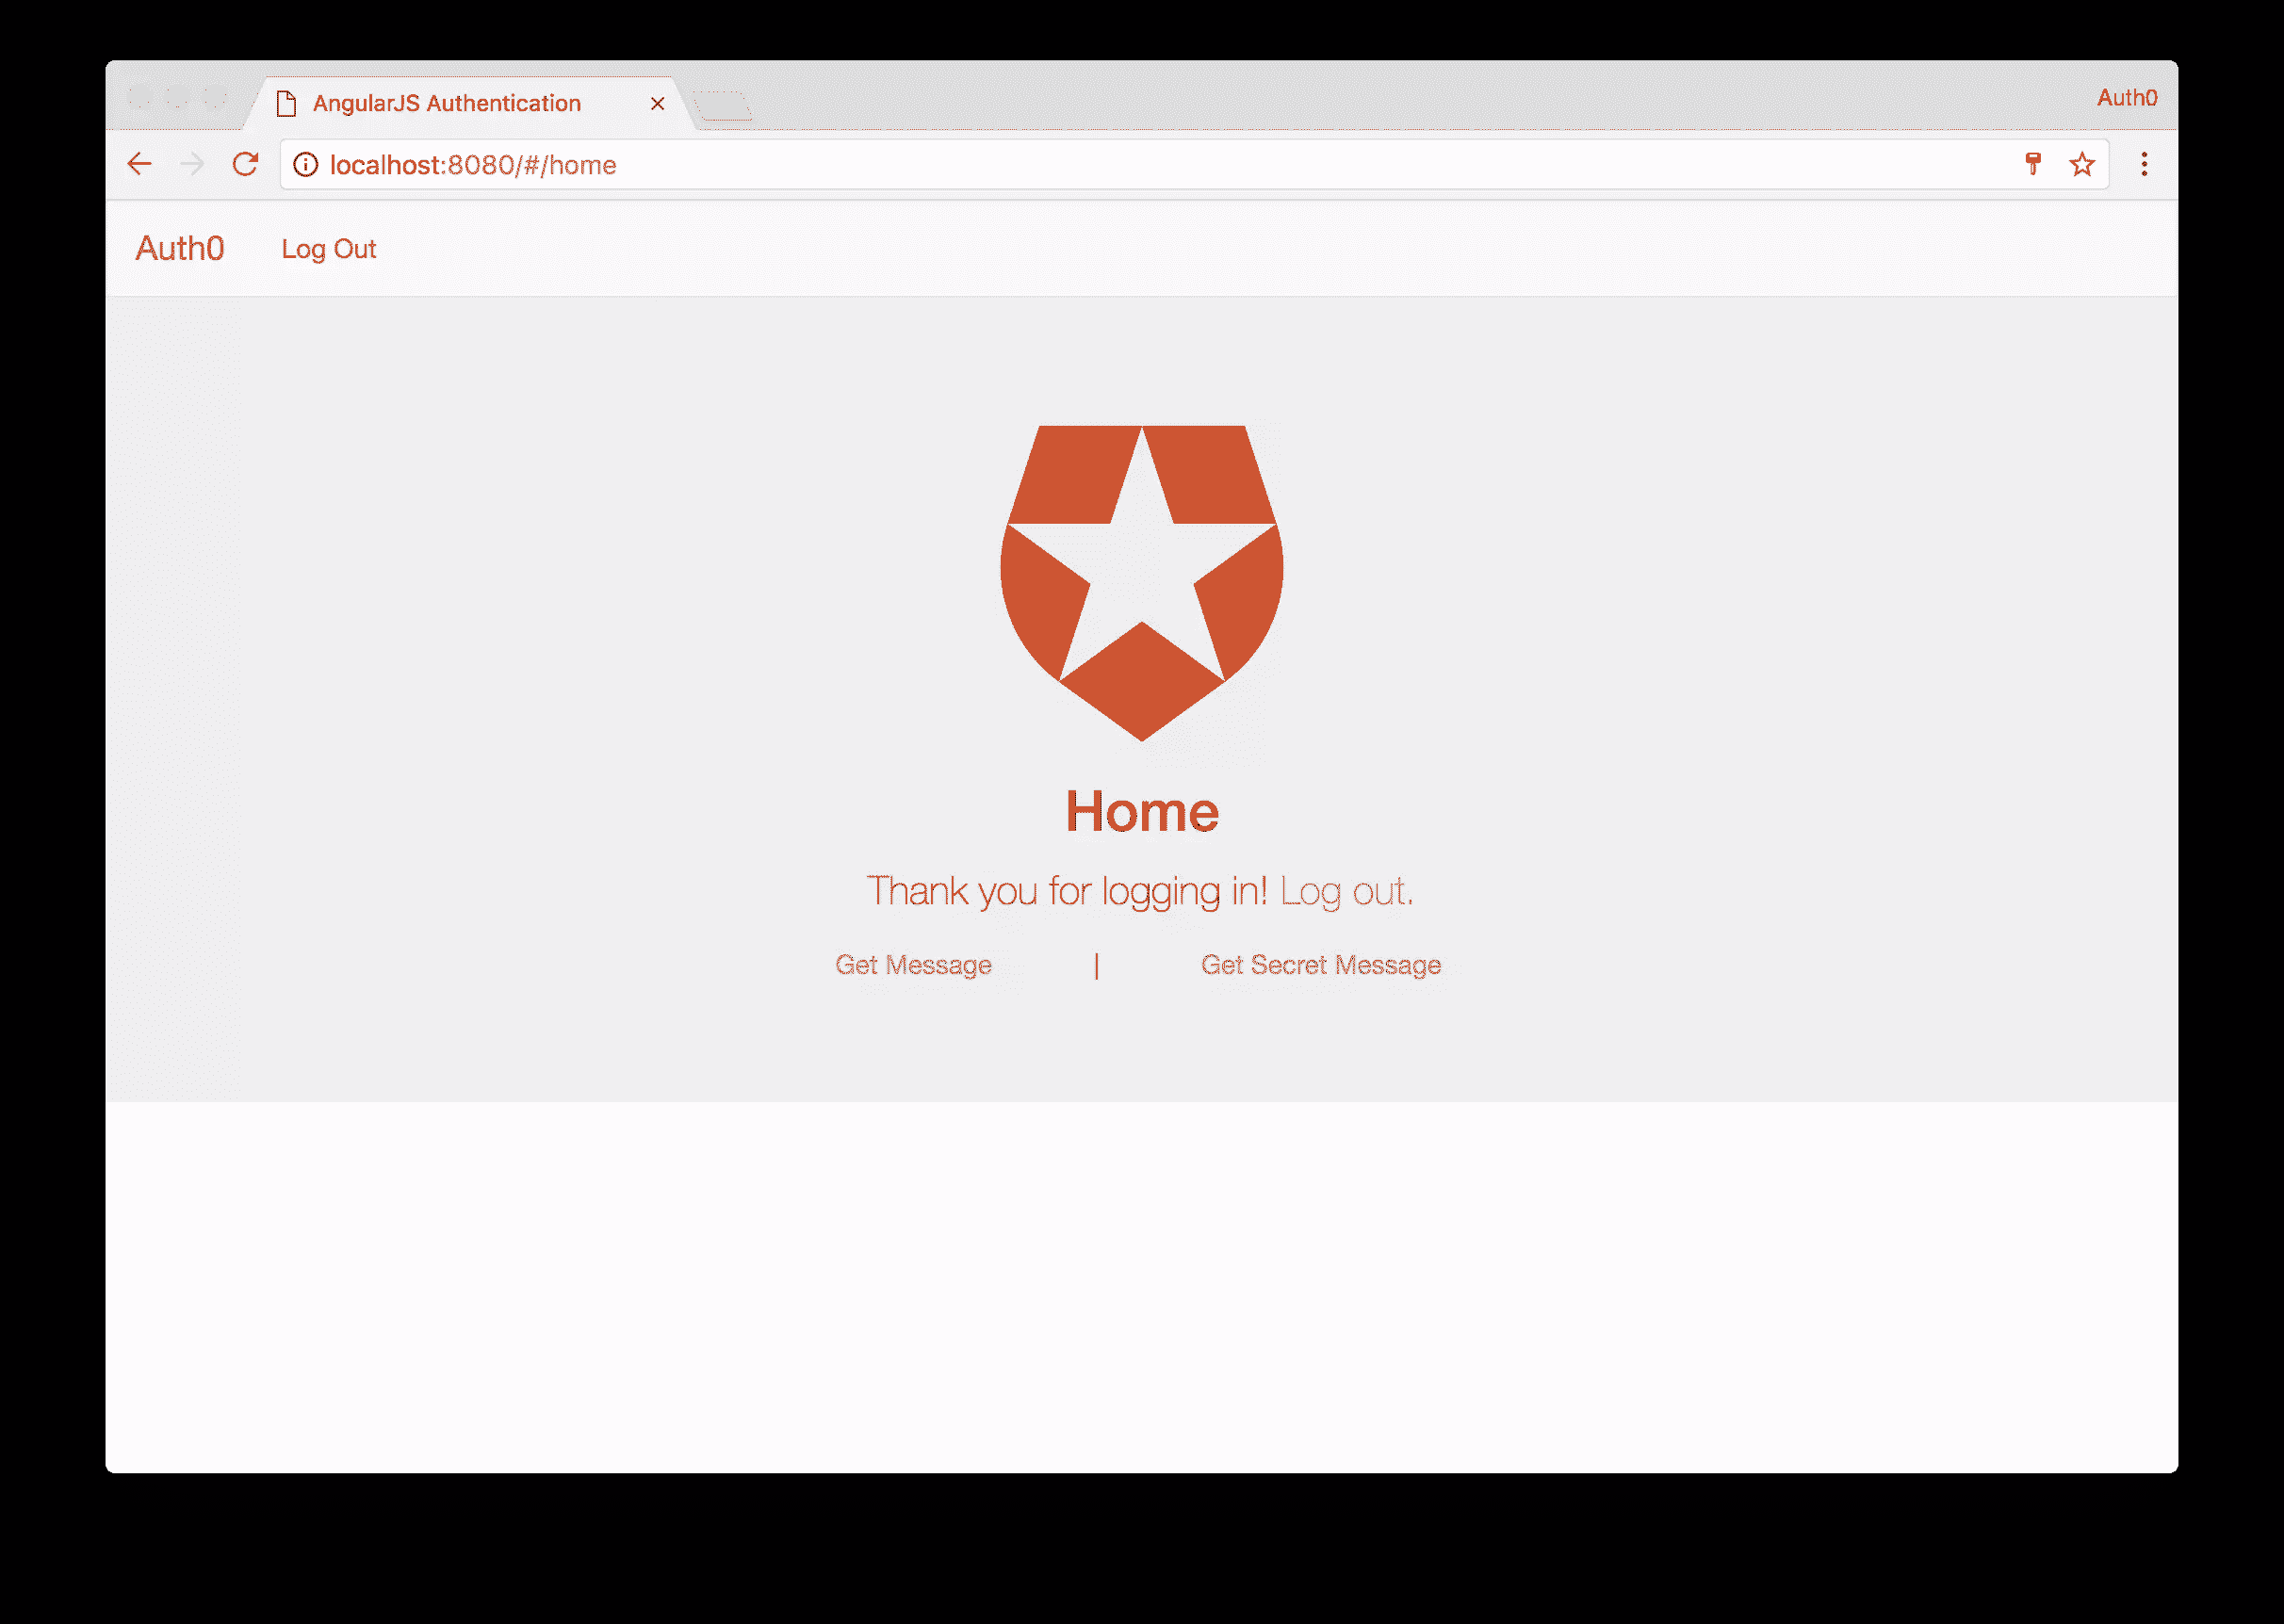 AngularJS Authentication
Auth0
localhost:8080/#/home
Auth0 Log Out
Home
Thank you for logging in! Log out.
Get Message | Get Secret Message